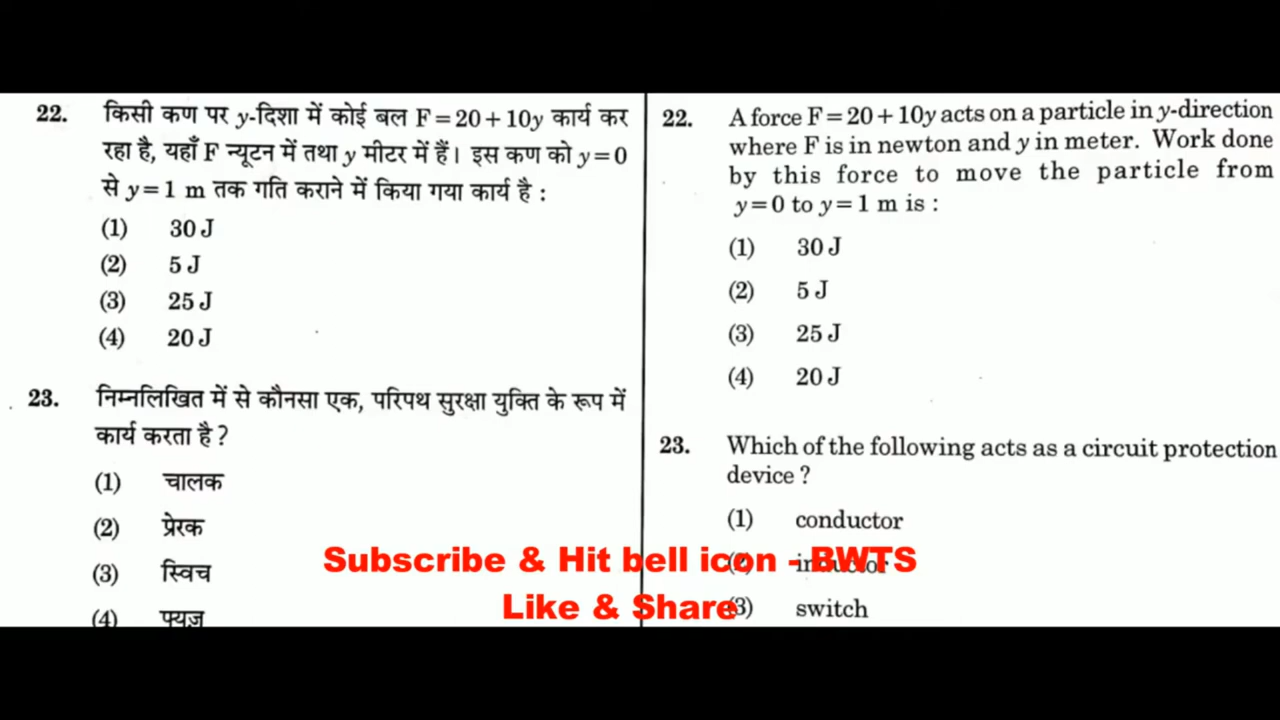 22. किसी कण पर y-दिशा में कोई बल F = 20 + 10y कार्य कर
रहा है, यहाँ F न्यूटन में तथा y मीटर में हैं। इस कण को y = 0
से y = 1 m तक गति कराने में किया गया कार्य है :
(1) 30 J
(2) 5 J
(3) 25 J
(4) 20 J
23. निम्नलिखित में से कौनसा एक, परिपथ सुरक्षा युक्ति के रूप में
कार्य करता है ?
(1) चालक
(2) प्रेरक
(3) स्विच
(4) फ्यूज़
22. A force F = 20 + 10y acts on a particle in y-direction
where F is in newton and y in meter. Work done
by this force to move the particle from
y = 0 to y = 1 m is :
(1) 30 J
(2) 5 J
(3) 25 J
(4) 20 J
23. Which of the following acts as a circuit protection
device ?
(1) conductor
(2) inductor
(3) switch
Subscribe & Hit bell icon - BWTS
Like & Share